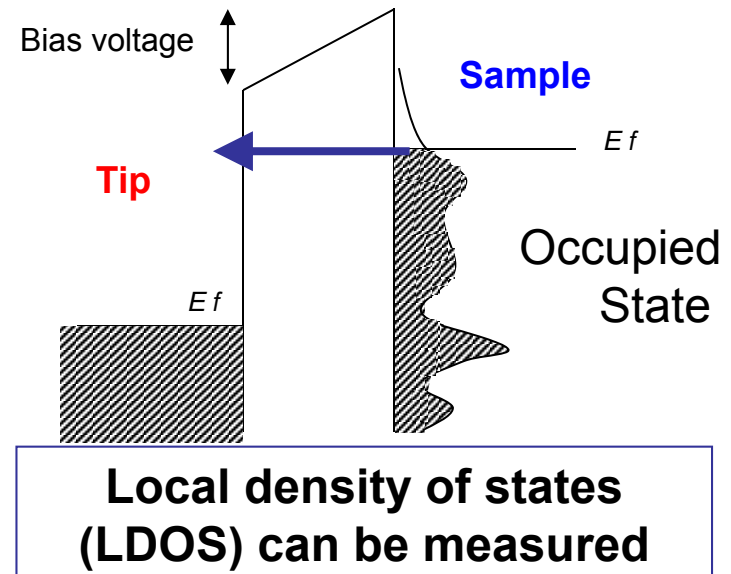 Bias voltage
Sample
E f
Tip
Occupied
State
E f
Local density of states
(LDOS) can be measured